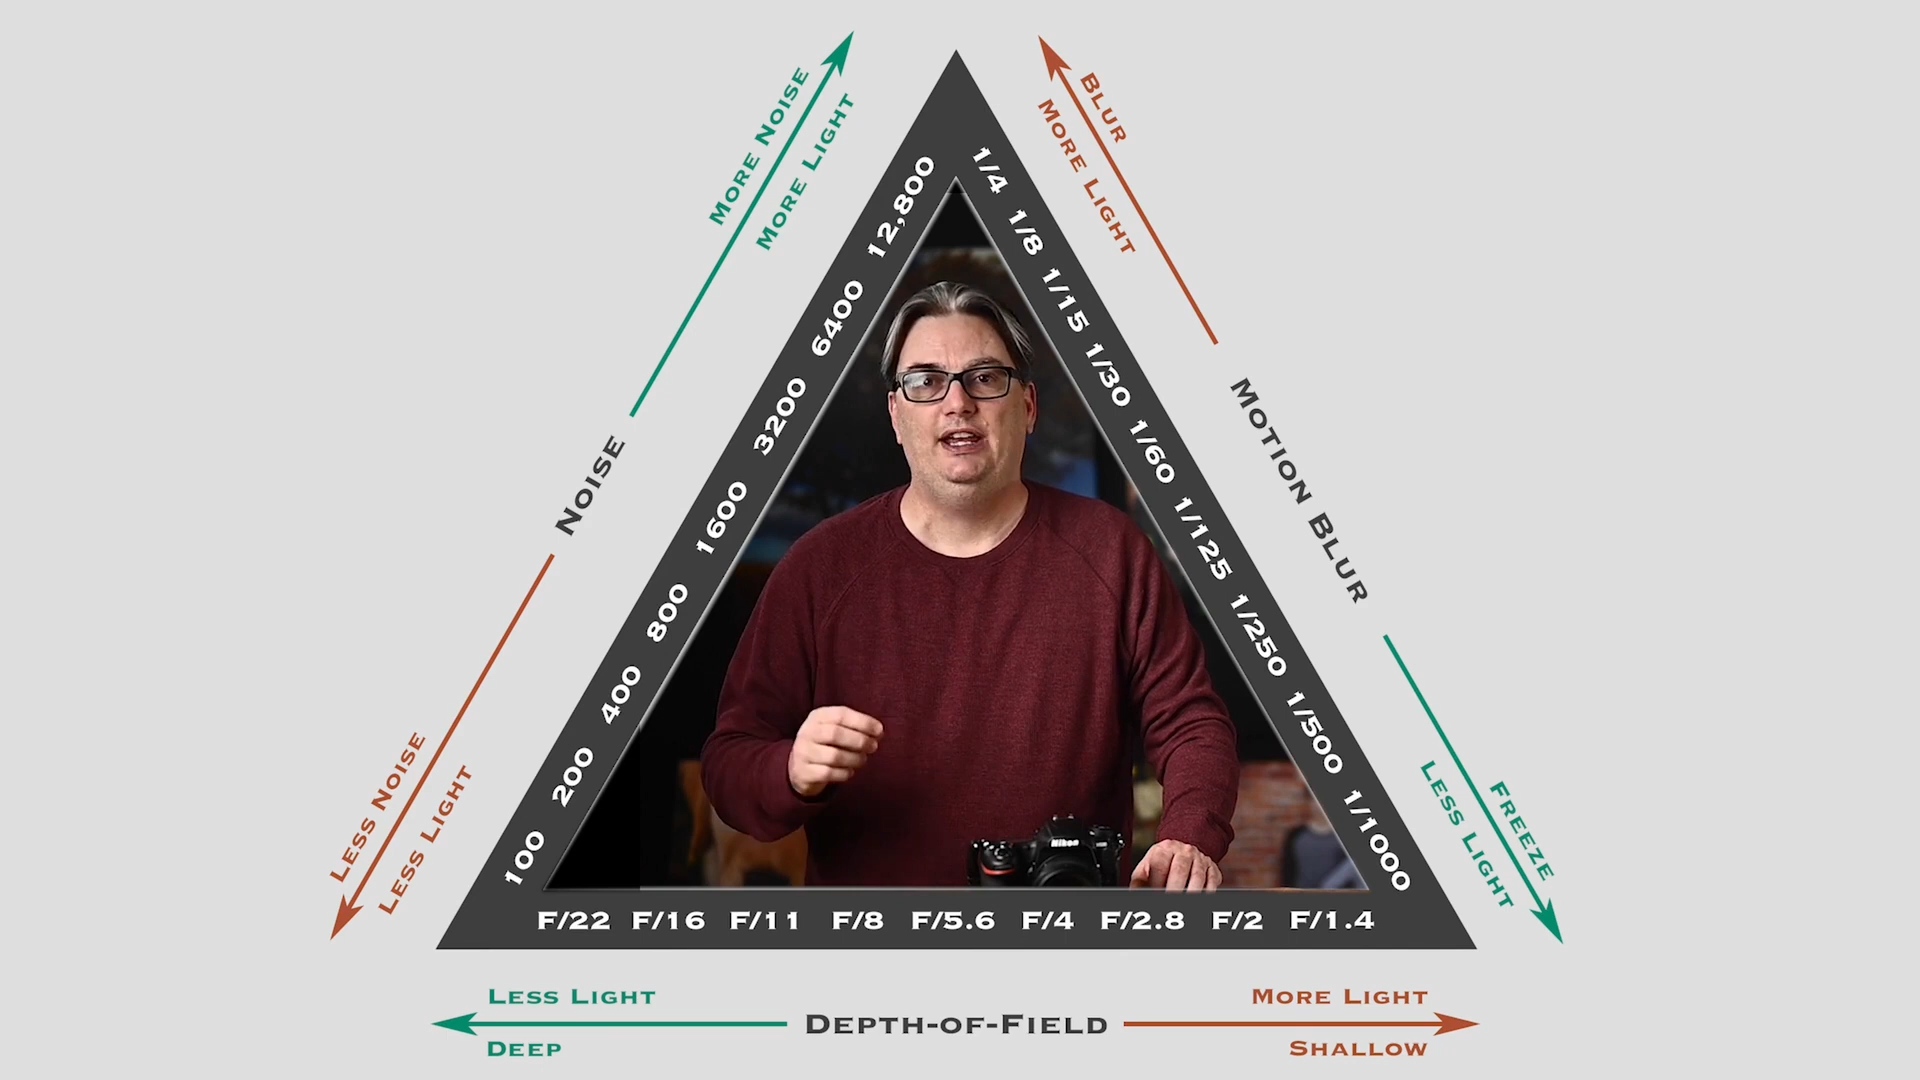 More Noise
More Light
Noise
Less Noise
Less Light
12,800
6400
3200
1600
800
400
200
100
Blur
More Light
Motion Blur
Freeze
Less Light
1/4
1/8
1/15
1/30
1/60
1/125
1/250
1/500
1/1000
Nikon
F/22 F/16 F/11 F/8 F/5.6 F/4 F/2.8 F/2 F/1.4
Less Light
Deep
Depth-of-Field
More Light
Shallow